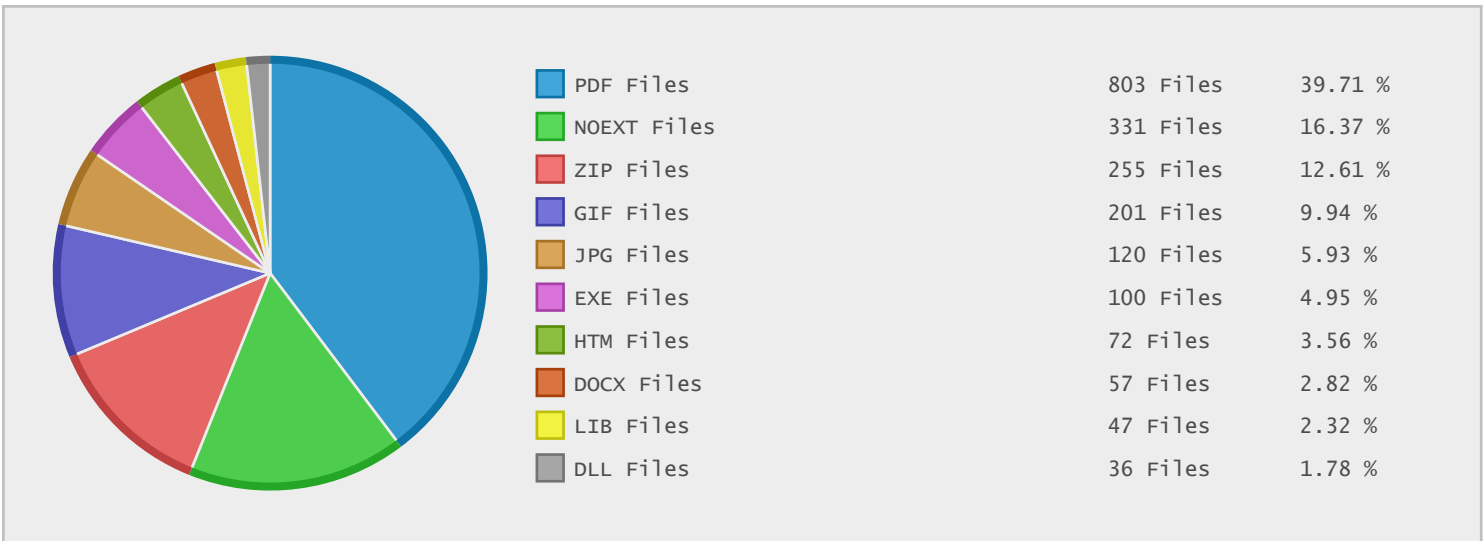 PDF Files 803 Files 39.71 %
NOEXT Files 331 Files 16.37 %
ZIP Files 255 Files 12.61 %
GIF Files 201 Files 9.94 %
JPG Files 120 Files 5.93 %
EXE Files 100 Files 4.95 %
HTM Files 72 Files 3.56 %
DOCX Files 57 Files 2.82 %
LIB Files 47 Files 2.32 %
DLL Files 36 Files 1.78 %